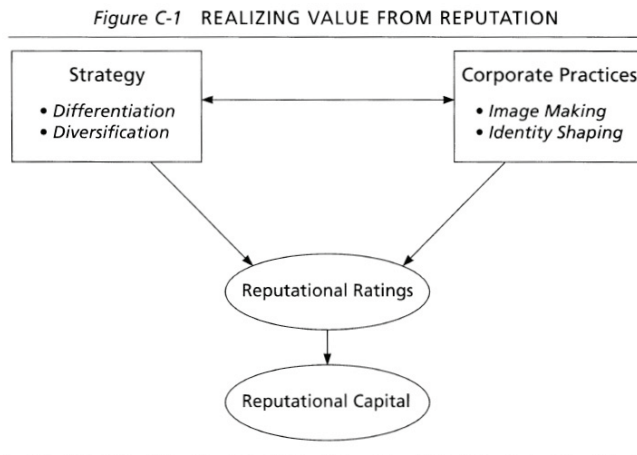 Figure C-1 REALIZING VALUE FROM REPUTATION
Strategy
• Differentiation
• Diversification
Corporate Practices
• Image Making
• Identity Shaping
Reputational Ratings
Reputational Capital